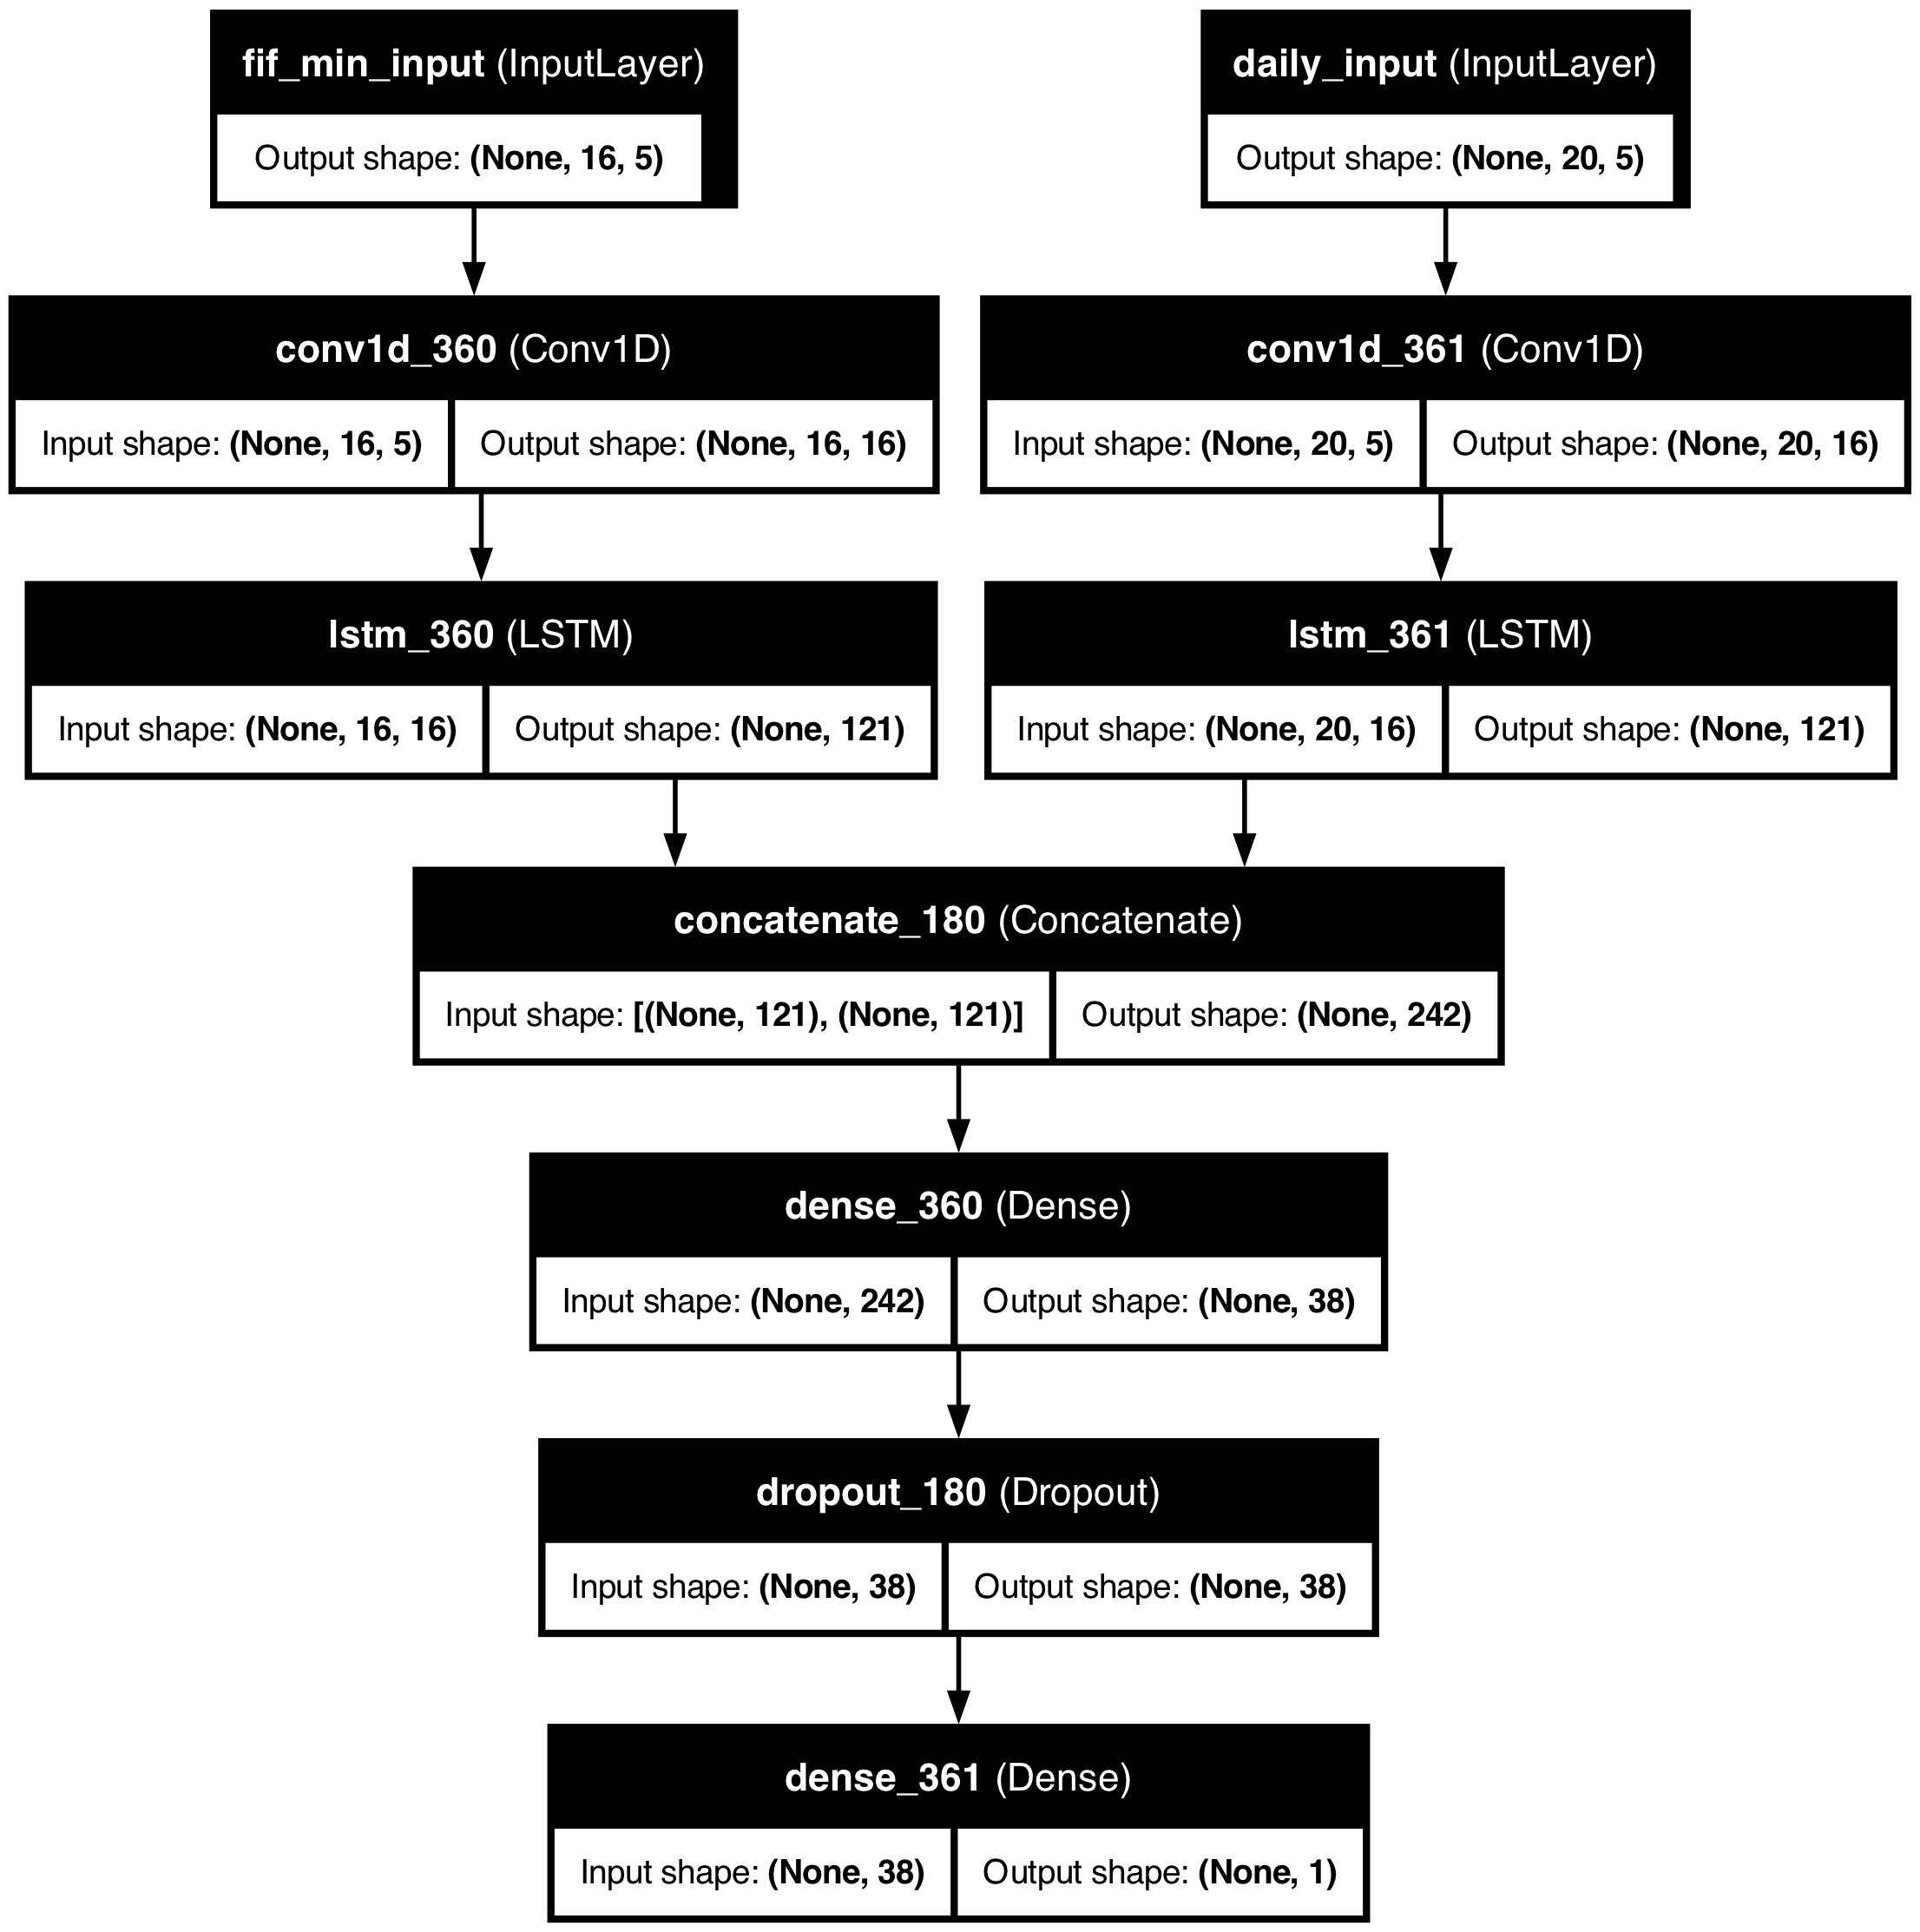 fif_min_input (InputLayer)
Output shape: (None, 16, 5)
daily_input (InputLayer)
Output shape: (None, 20, 5)
conv1d_360 (Conv1D)
Input shape: (None, 16, 5)
Output shape: (None, 16, 16)
conv1d_361 (Conv1D)
Input shape: (None, 20, 5)
Output shape: (None, 20, 16)
lstm_360 (LSTM)
Input shape: (None, 16, 16)
Output shape: (None, 121)
lstm_361 (LSTM)
Input shape: (None, 20, 16)
Output shape: (None, 121)
concatenate_180 (Concatenate)
Input shape: [(None, 121), (None, 121)]
Output shape: (None, 242)
dense_360 (Dense)
Input shape: (None, 242)
Output shape: (None, 38)
dropout_180 (Dropout)
Input shape: (None, 38)
Output shape: (None, 38)
dense_361 (Dense)
Input shape: (None, 38)
Output shape: (None, 1)